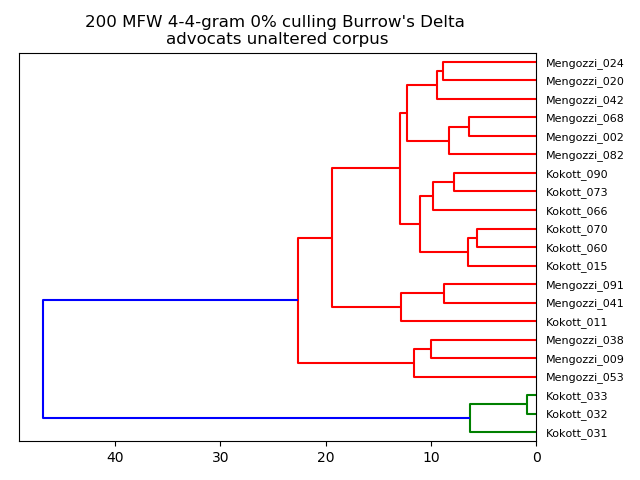 200 MFW 4-4-gram 0% culling Burrow's Delta
advocats unaltered corpus
Mengozzi_024
Mengozzi_020
Mengozzi_042
Mengozzi_068
Mengozzi_002
Mengozzi_082
Kokott_090
Kokott_073
Kokott_066
Kokott_070
Kokott_060
Kokott_015
Mengozzi_091
Mengozzi_041
Kokott_011
Mengozzi_038
Mengozzi_009
Mengozzi_053
Kokott_033
Kokott_032
Kokott_031
40 30 20 10 0